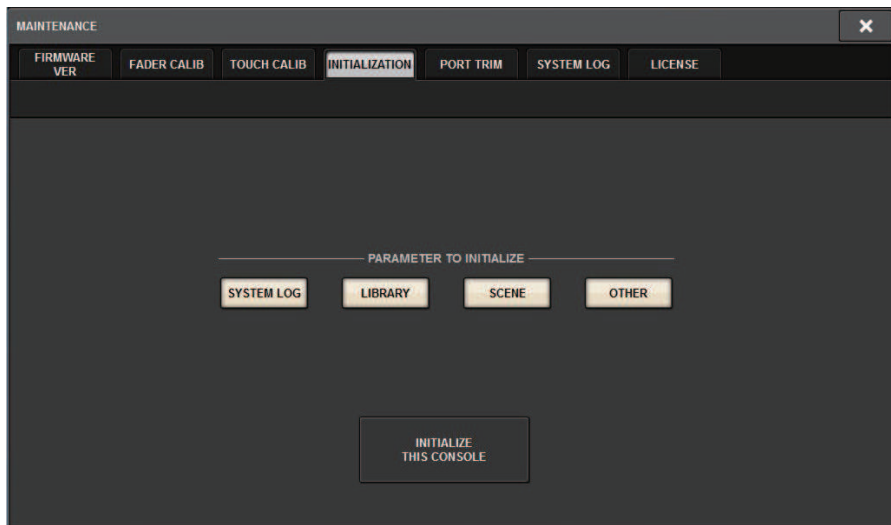 MAINTENANCE
FIRMWARE
VER
FADER CALIB
TOUCH CALIB
INITIALIZATION
PORT TRIM
SYSTEM LOG
LICENSE
PARAMETER TO INITIALIZE
SYSTEM LOG
LIBRARY
SCENE
OTHER
INITIALIZE
THIS CONSOLE